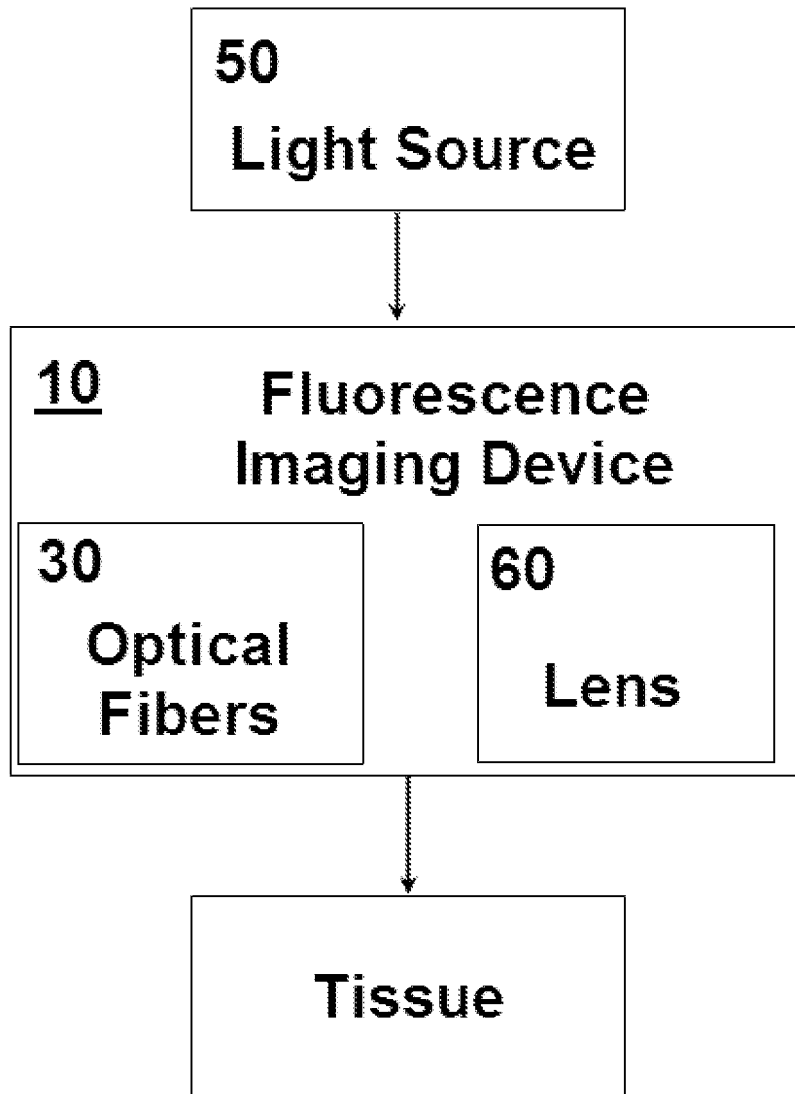 50
Light Source
10
Fluorescence
Imaging Device
30
Optical
Fibers
60
Lens
Tissue